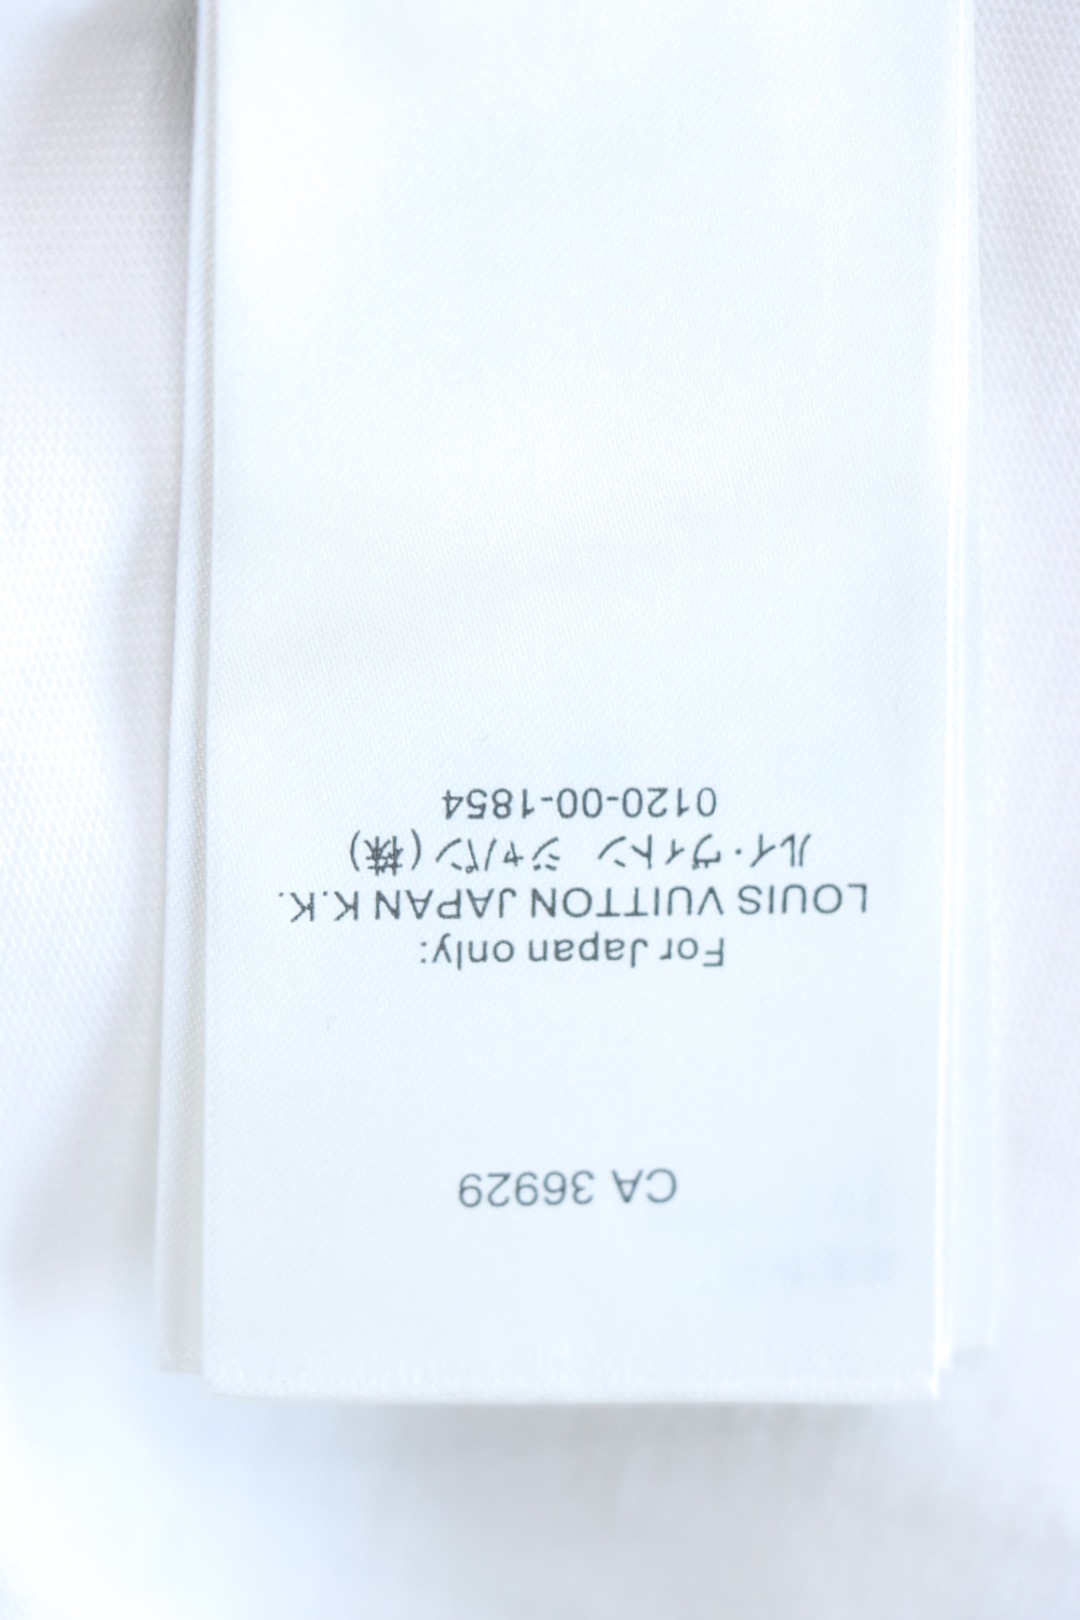 CA 36929
For Japan only:
LOUIS VUITTON JAPAN K.K.
ルイ・ヴィトン ジャパン (株)
0120-00-1854